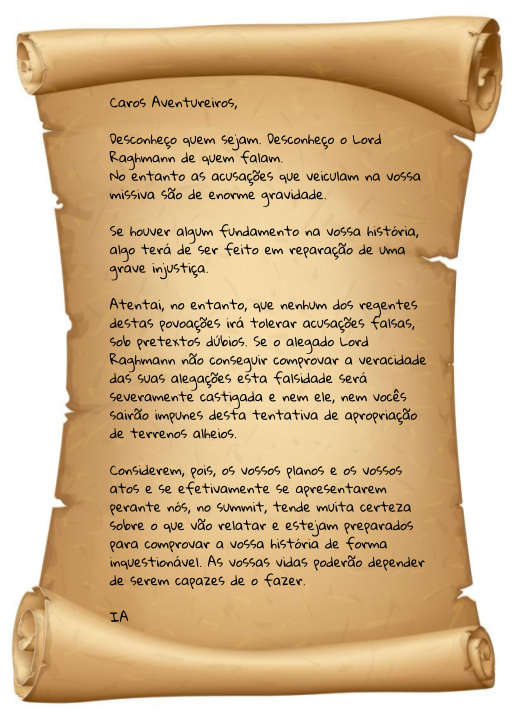 Caros Aventureiros,
Desconheço quem sejam. Desconheço o Lord
Raghmann de quem falam.
No entanto as acusações que veiculam na vossa
missiva são de enorme gravidade.
Se houver algum fundamento na vossa história,
algo terá de ser feito em reparação de uma
grave injustiça.
Atentai, no entanto, que nenhum dos regentes
destas povoações irá tolerar acusações falsas,
sob pretextos dúbios. Se o alegado Lord
Raghmann não conseguir comprovar a veracidade
das suas alegações esta falsidade será
severamente castigada e nem ele, nem vocês
sairão impunes desta tentativa de apropriação
de terrenos alheios.
Considerem, pois, os vossos planos e os vossos
atos e se efetivamente se apresentarem
perante nós, no summit, tende muita certeza
sobre o que vão relatar e estejam preparados
para comprovar a vossa história de forma
inquestionável. As vossas vidas poderão depender
de serem capazes de o fazer.
IA